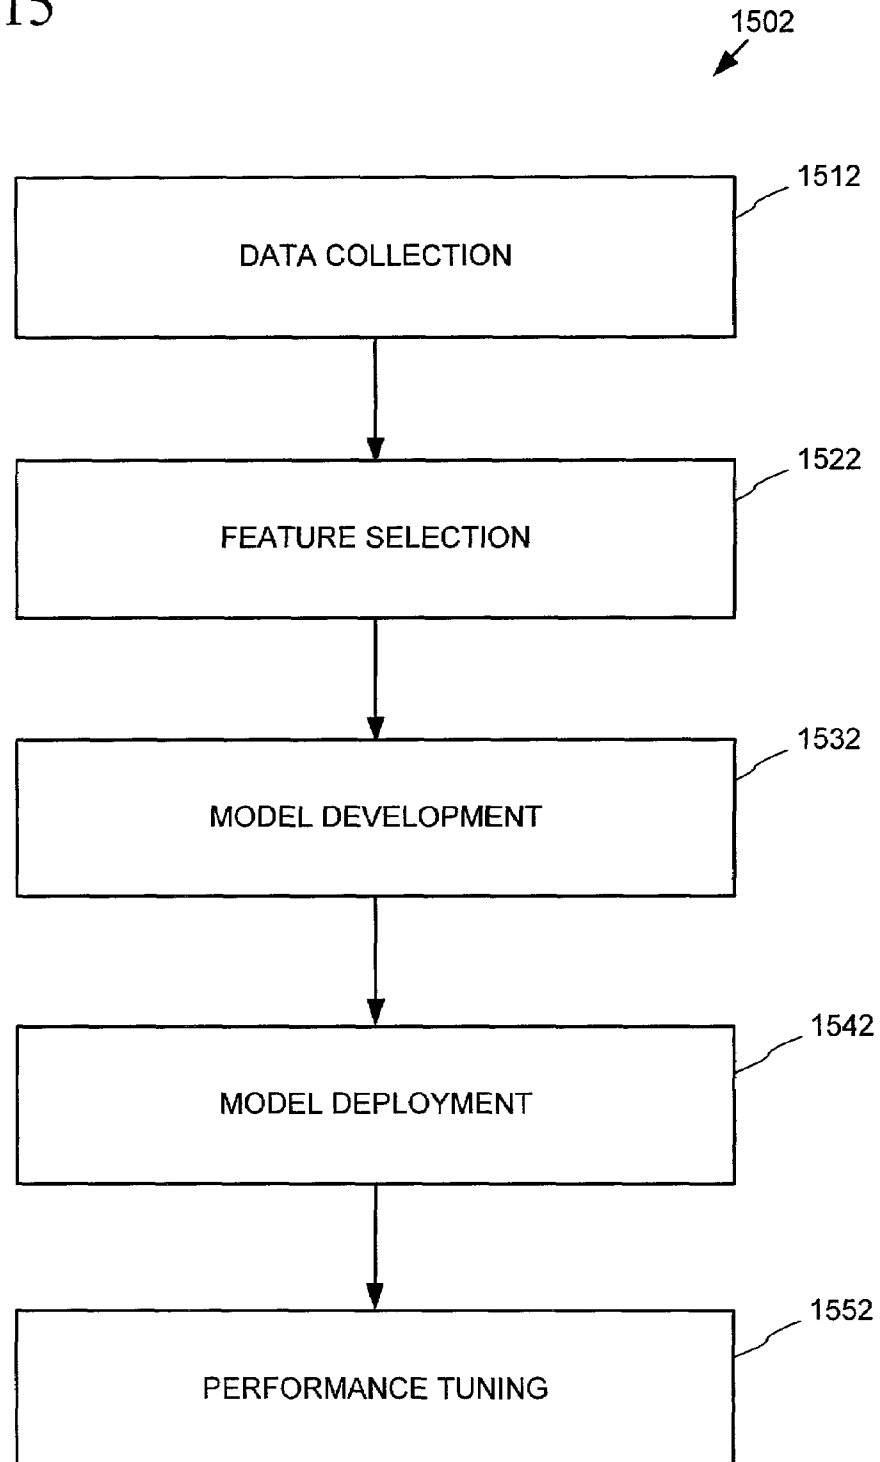 15
1502
1512
DATA COLLECTION
1522
FEATURE SELECTION
1532
MODEL DEVELOPMENT
1542
MODEL DEPLOYMENT
1552
PERFORMANCE TUNING